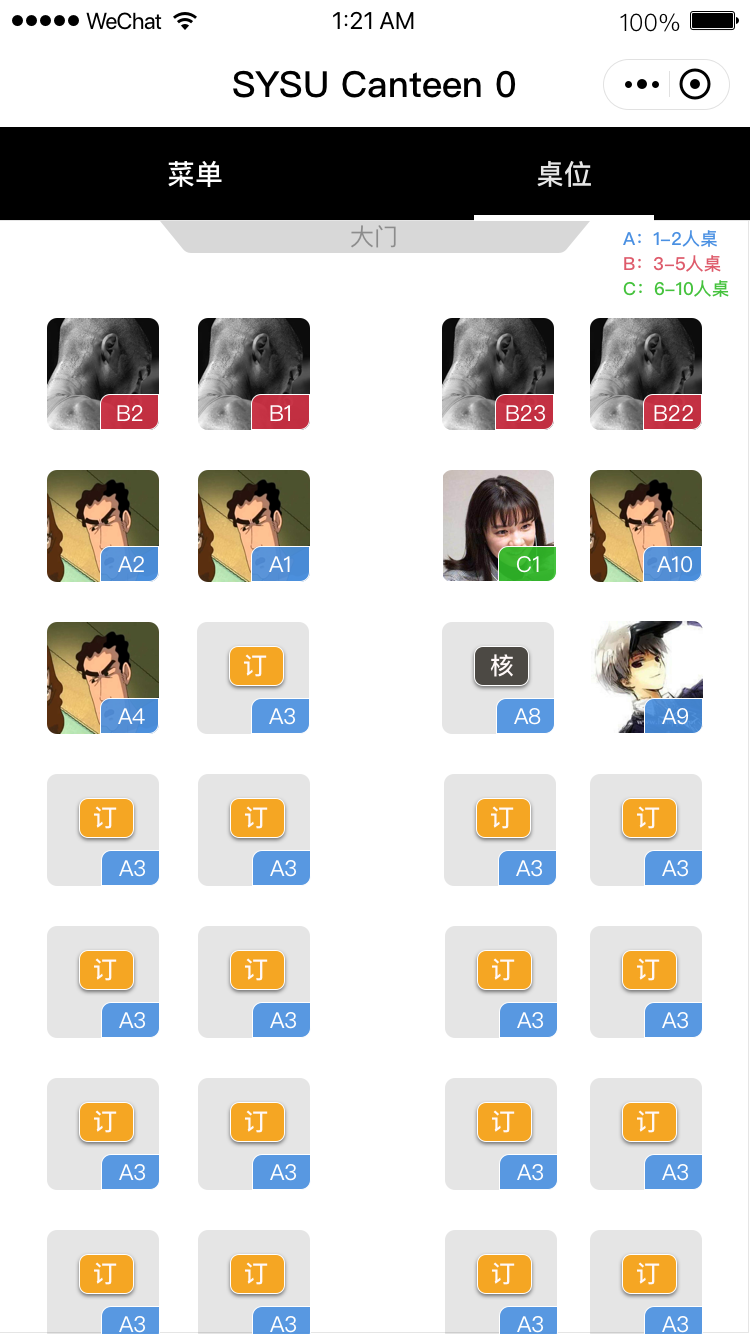 WeChat 1:21 AM 100%
SYSU Canteen 0
菜单 桌位
大门
A：1-2人桌
B：3-5人桌
C：6-10人桌
B2 B1 B23 B22
A2 A1 C1 A10
订 核
A4 A3 A8 A9
订 订 订 订
A3 A3 A3 A3
订 订 订 订
A3 A3 A3 A3
订 订 订 订
A3 A3 A3 A3
订 订 订 订
A3 A3 A3 A3